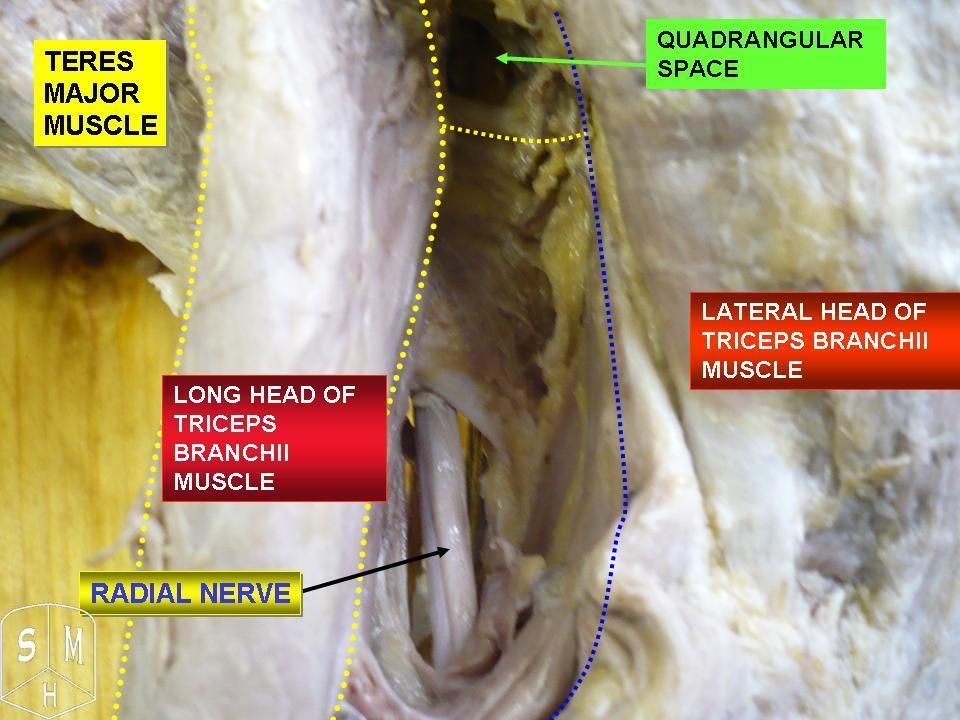 TERES
MAJOR
MUSCLE
QUADRANGULAR
SPACE
LATERAL HEAD OF
TRICEPS BRANCHII
MUSCLE
LONG HEAD OF
TRICEPS
BRANCHII
MUSCLE
RADIAL NERVE
S M
H